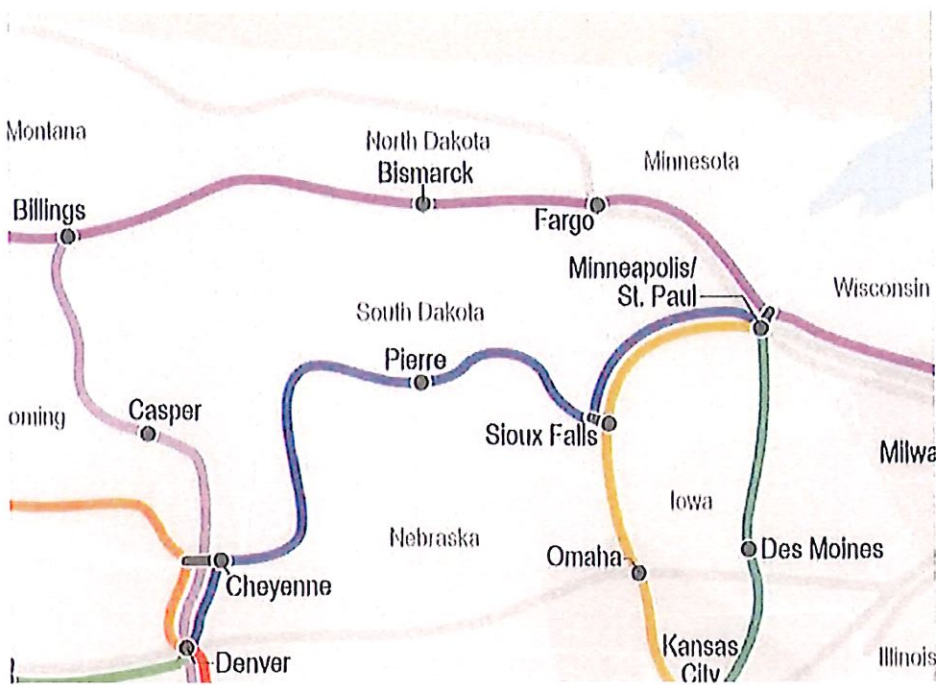 Montana
North Dakota
Bismarck
Minnesota
Billings
Fargo
Minneapolis/
St. Paul
Wisconsin
South Dakota
Pierre
oming
Casper
Sioux Falls
Milwa
Iowa
Nebraska
Omaha
Des Moines
Cheyenne
Kansas
City
Denver
Illinois